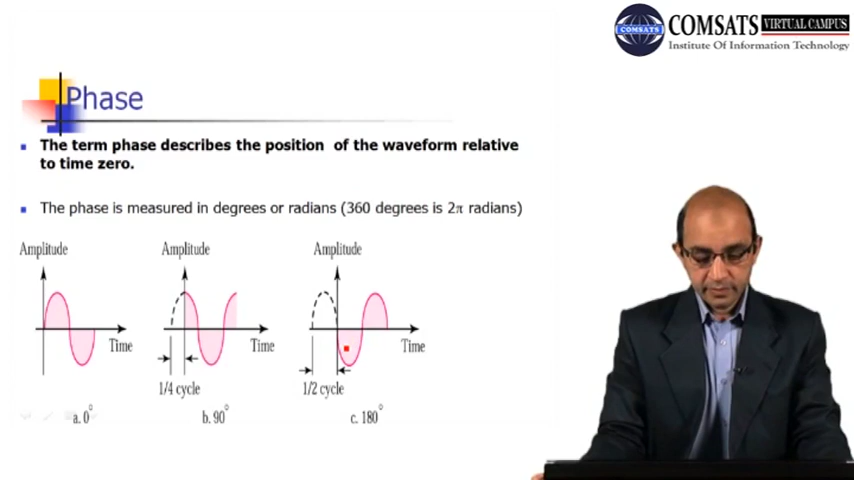 COMSATS VIRTUAL CAMPUS
COMSATS
Institute Of Information Technology
Phase
The term phase describes the position of the waveform relative
to time zero.
The phase is measured in degrees or radians (360 degrees is 2π radians)
Amplitude
Amplitude
Amplitude
Time
Time
Time
1/4 cycle
1/2 cycle
a. 0°
b. 90°
c. 180°